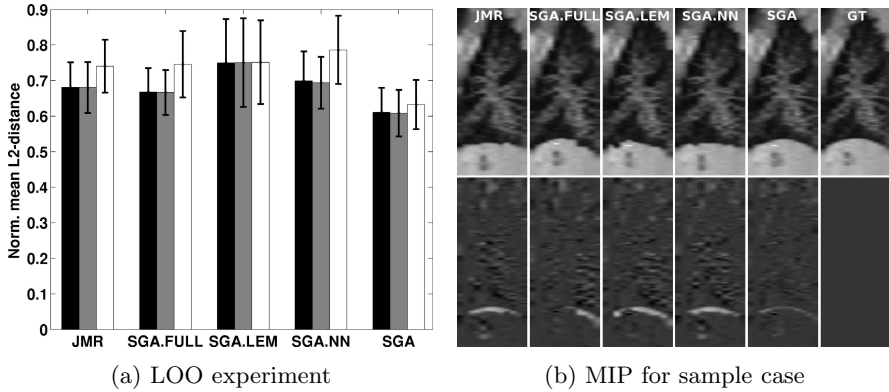 Norm. mean L2-distance
0.9
0.8
0.7
0.6
0.5
0.4
0.3
0.2
0.1
0
JMR SGA.FULL SGA.LEM SGA.NN SGA
(a) LOO experiment
JMR SGA.FULL SGA.LEM SGA.NN SGA GT
(b) MIP for sample case